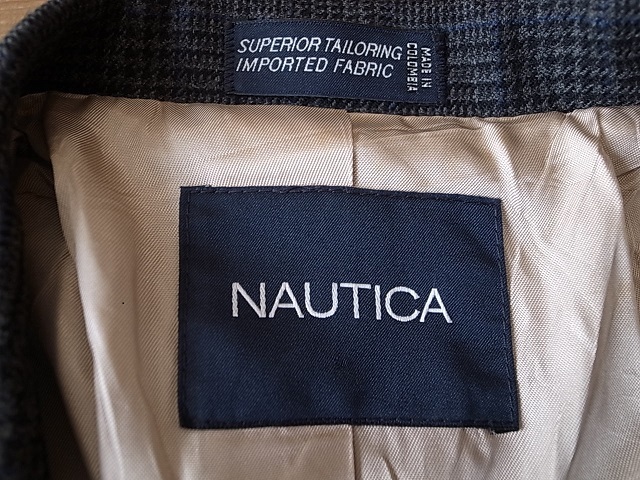 SUPERIOR TAILORING
IMPORTED FABRIC
MADE IN
COLOMBIA
NAUTICA